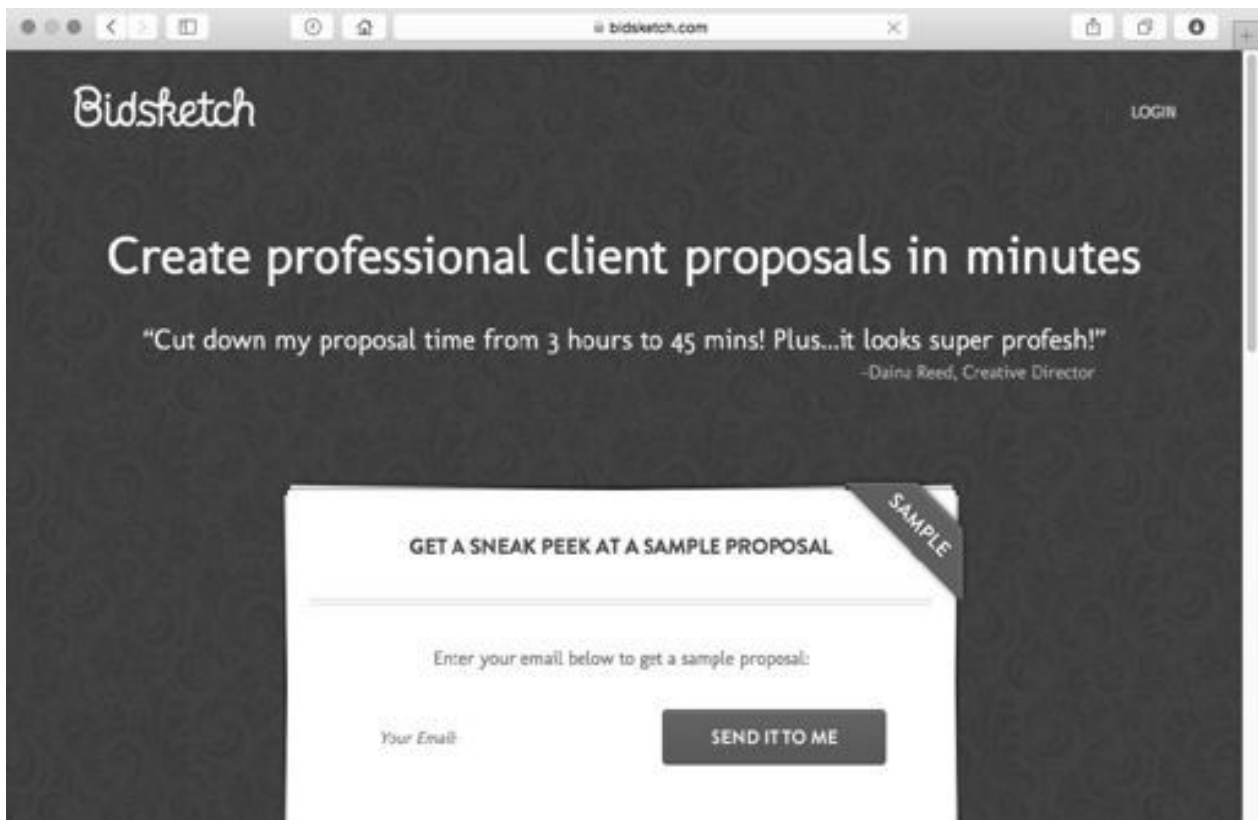 bidsketch.com
Bidsketch
LOGIN
Create professional client proposals in minutes
“Cut down my proposal time from 3 hours to 45 mins! Plus...it looks super profesh!”
-Daina Reed, Creative Director
SAMPLE
GET A SNEAK PEEK AT A SAMPLE PROPOSAL
Enter your email below to get a sample proposal:
Your Email
SEND IT TO ME